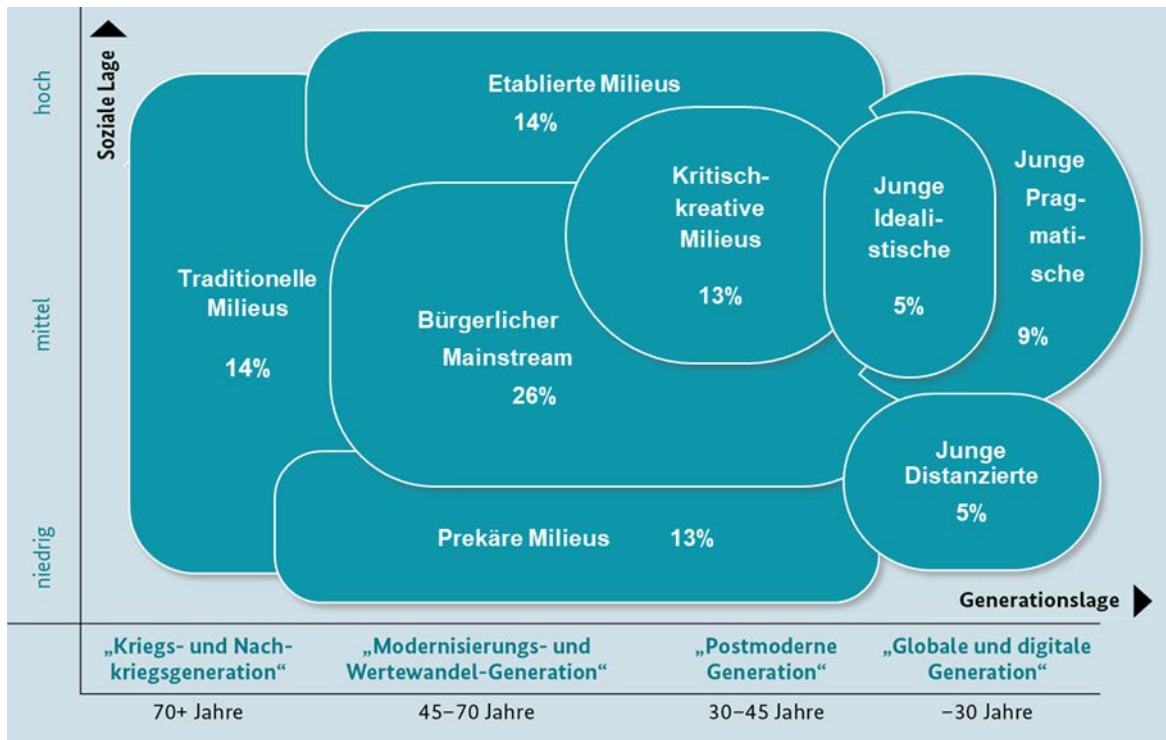 Soziale Lage
hoch
mittel
niedrig
Etablierte Milieus
14%
Traditionelle
Milieus
14%
Kritisch-
kreative
Milieus
13%
Junge
Ideali-
stische
5%
Junge
Prag-
mati-
sche
9%
Bürgerlicher
Mainstream
26%
Junge
Distanzierte
5%
Prekäre Milieus 13%
Generationslage
„Kriegs- und Nach-
kriegsgeneration“
„Modernisierungs- und
Wertewandel-Generation“
„Postmoderne
Generation“
„Globale und digitale
Generation“
70+ Jahre
45–70 Jahre
30–45 Jahre
–30 Jahre